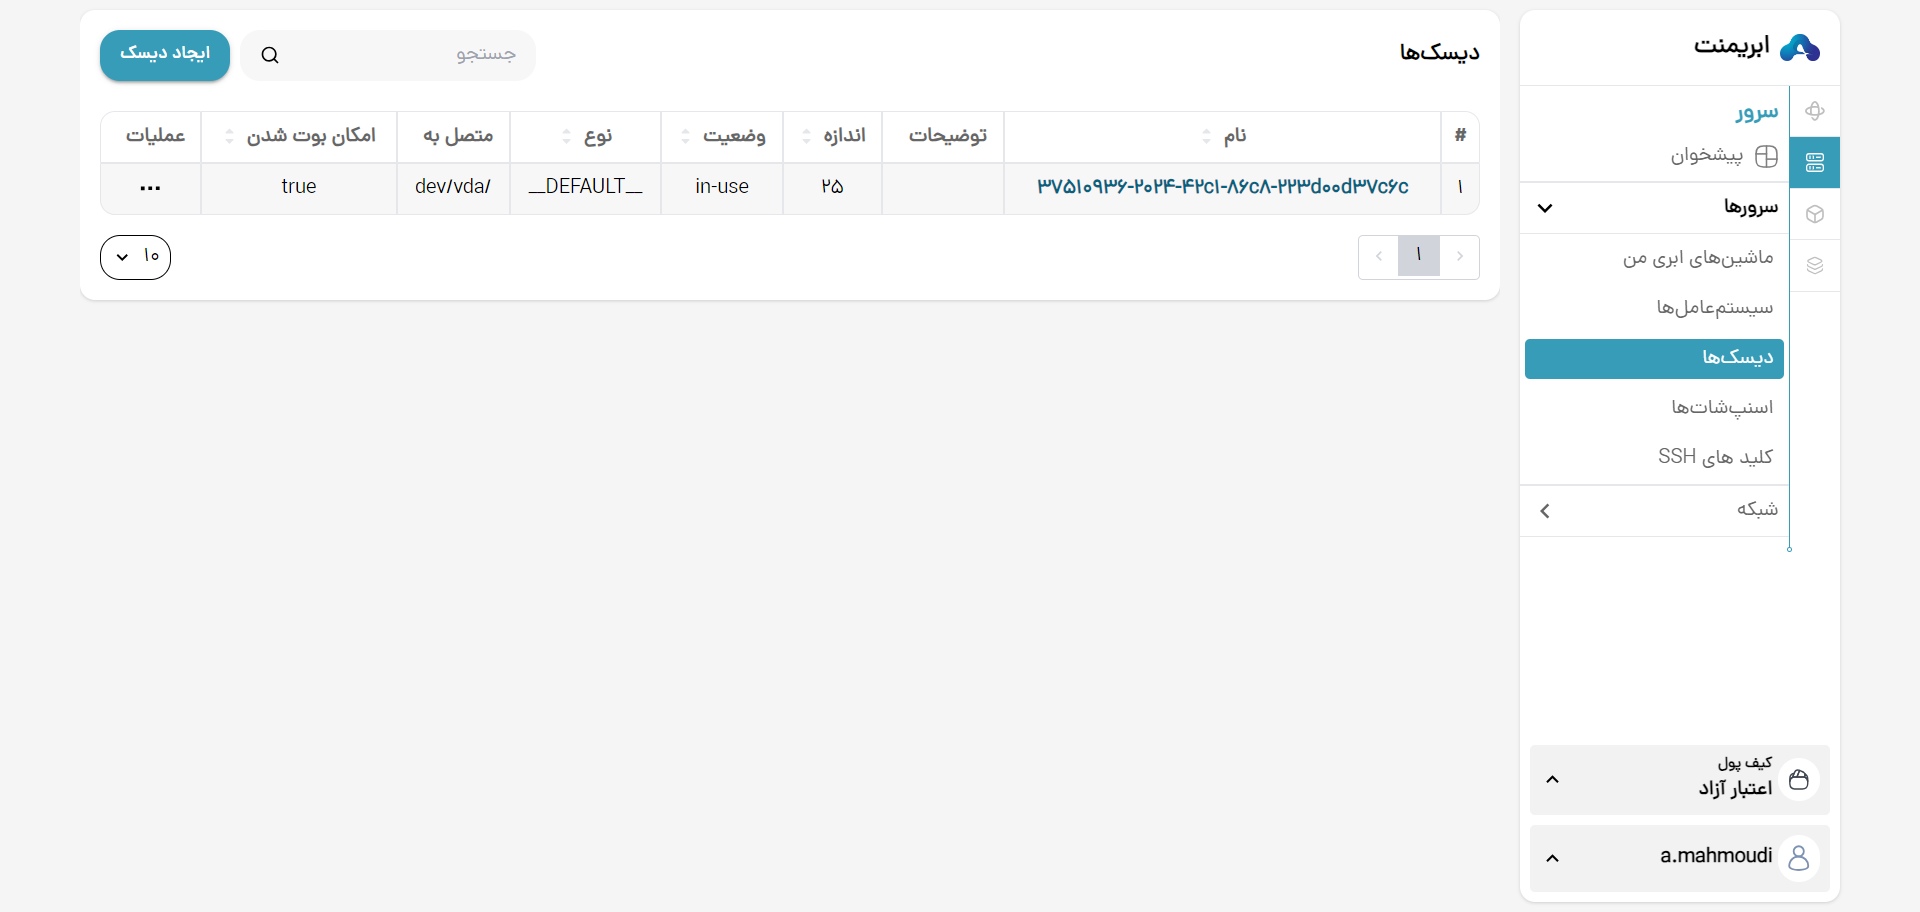 ابریمنت
سرور
پیشخوان
سرورها
ماشین‌های ابری من
سیستم‌عامل‌ها
دیسک‌ها
اسنپ‌شات‌ها
کلید های SSH
شبکه
کیف پول
اعتبار آزاد
a.mahmoudi
دیسک‌ها
جستجو
ایجاد دیسک
# نام توضیحات اندازه وضعیت نوع متصل به امکان بوت شدن عملیات
۱ ۳۷۵۱۰۹۳۶-۲۰۲۴-۴۲c۱-۸۶c۸-۲۲۳d۰۰d۳۷c۶c ۲۵ in-use __DEFAULT__ dev/vda/ true
۱
۱۰